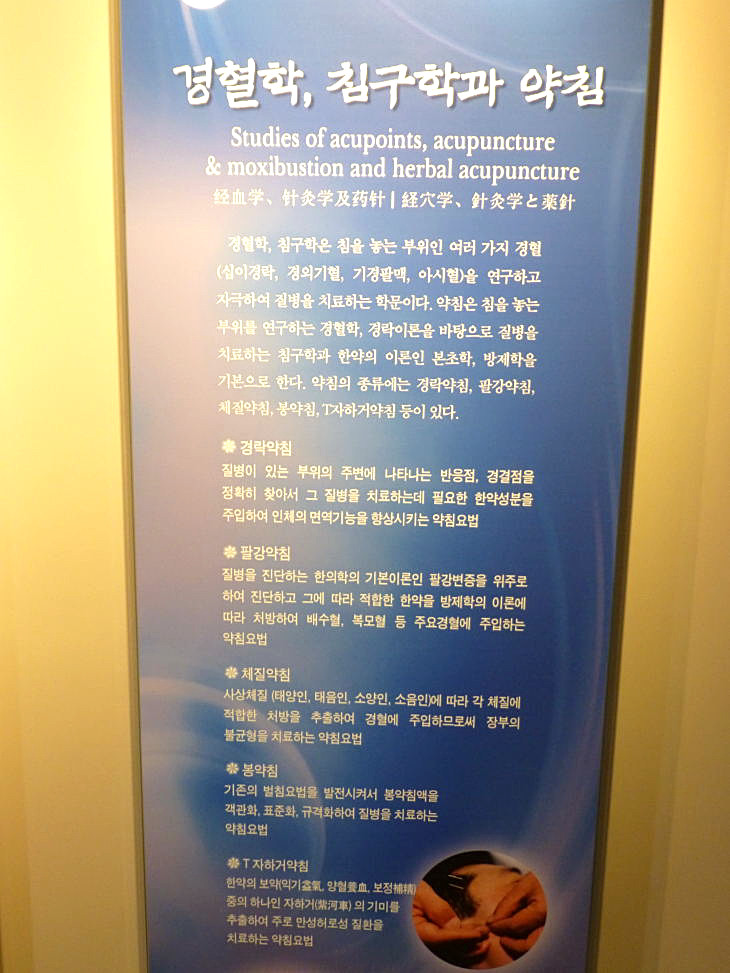 경혈학, 침구학과 약침
Studies of acupoints, acupuncture
& moxibustion and herbal acupuncture
经血学、针灸学及药针 | 経穴学、針灸学と薬針
경혈학, 침구학은 침을 놓는 부위인 여러 가지 경혈
(십이경락, 경외기혈, 기경팔맥, 아시혈)을 연구하고
자극하여 질병을 치료하는 학문이다. 약침은 침을 놓는
부위를 연구하는 경혈학, 경락이론을 바탕으로 질병을
치료하는 침구학과 한약의 이론인 본초학, 방제학을
기본으로 한다. 약침의 종류에는 경락약침, 팔강약침,
체질약침, 봉약침, T자하거약침 등이 있다.
경락약침
질병이 있는 부위의 주변에 나타나는 반응점, 경결점을
정확히 찾아서 그 질병을 치료하는데 필요한 한약성분을
주입하여 인체의 면역기능을 향상시키는 약침요법
팔강약침
질병을 진단하는 한의학의 기본이론인 팔강변증을 위주로
하여 진단하고 그에 따라 적합한 한약을 방제학의 이론에
따라 처방하여 배수혈, 복모혈 등 주요경혈에 주입하는
약침요법
체질약침
사상체질 (태양인, 태음인, 소양인, 소음인)에 따라 각 체질에
적합한 처방을 추출하여 경혈에 주입하므로써 장부의
불균형을 치료하는 약침요법
봉약침
기존의 벌침요법을 발전시켜서 봉약침액을
객관화, 표준화, 규격화하여 질병을 치료하는
약침요법
T 자하거약침
한약의 보약(익기益氣, 양혈養血, 보정補精)
중의 하나인 자하거(紫河車) 의 기미를
추출하여 주로 만성허로성 질환을
치료하는 약침요법